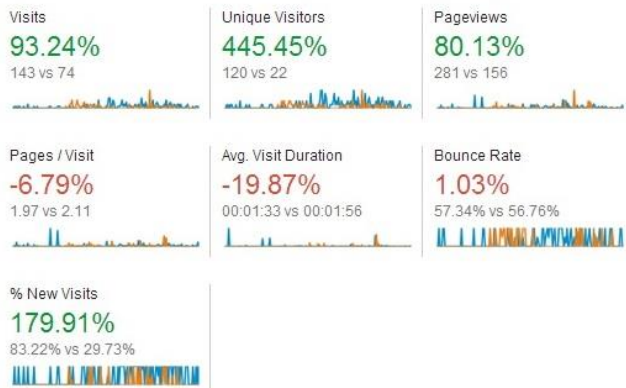 Visits
93.24%
143 vs 74
Unique Visitors
445.45%
120 vs 22
Pageviews
80.13%
281 vs 156
Pages / Visit
-6.79%
1.97 vs 2.11
Avg. Visit Duration
-19.87%
00:01:33 vs 00:01:56
Bounce Rate
1.03%
57.34% vs 56.76%
% New Visits
179.91%
83.22% vs 29.73%